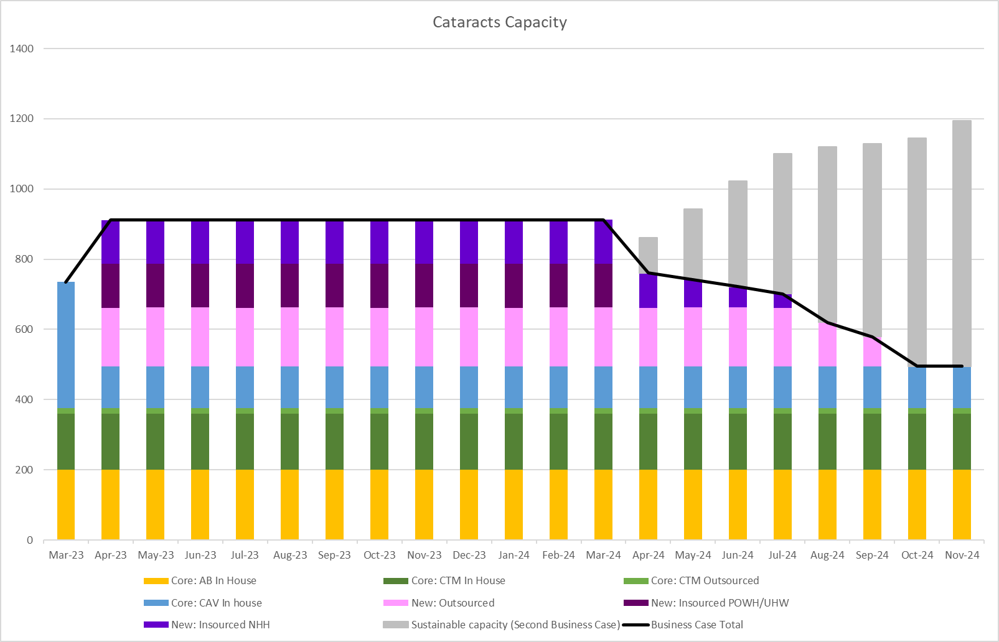 Cataracts Capacity
1400
1200
1000
800
600
400
200
0
Mar-23 Apr-23 May-23 Jun-23 Jul-23 Aug-23 Sep-23 Oct-23 Nov-23 Dec-23 Jan-24 Feb-24 Mar-24 Apr-24 May-24 Jun-24 Jul-24 Aug-24 Sep-24 Oct-24 Nov-24
Core: AB In House Core: CTM In House Core: CTM Outsourced
Core: CAV In house New: Outsourced New: Insourced POWH/UHW
New: Insourced NHH Sustainable capacity (Second Business Case) Business Case Total